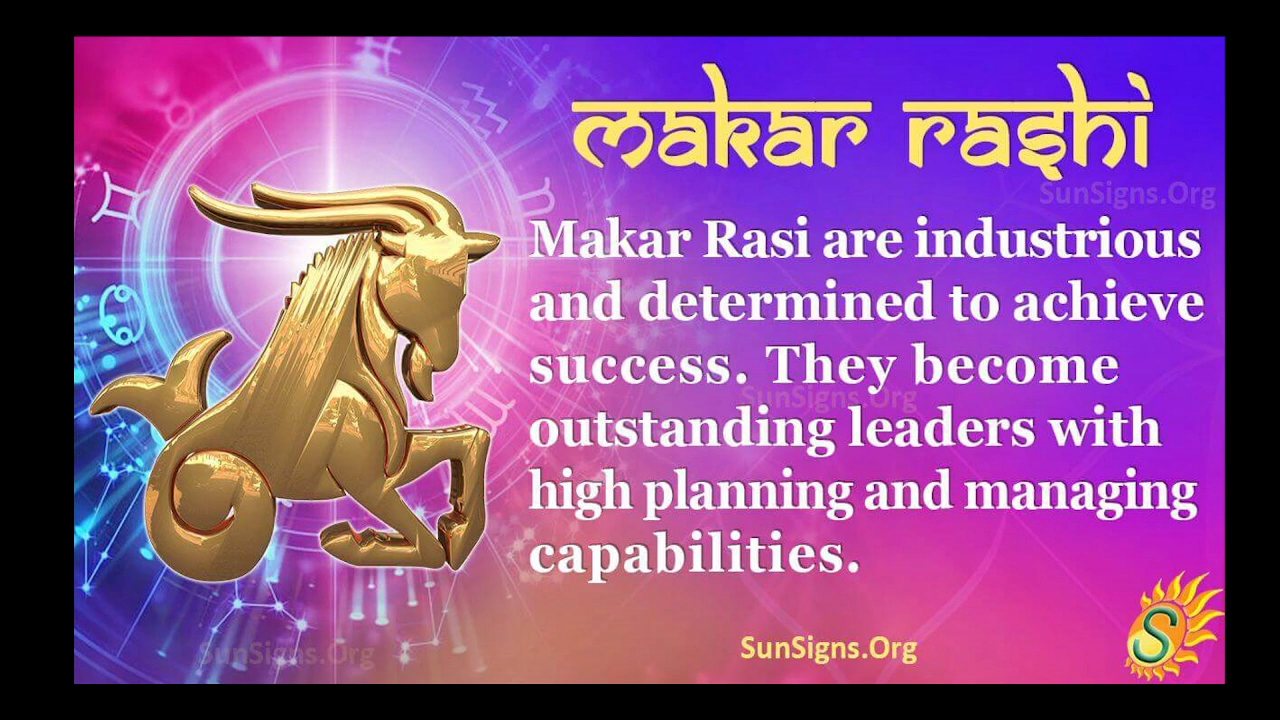 Makar Rashi
SunSigns.Org
Makar Rasi are industrious
and determined to achieve
success. They become
SunSigns.Org
outstanding leaders with
high planning and managing
capabilities.
SunSigns.Org
SunSigns.Org
S